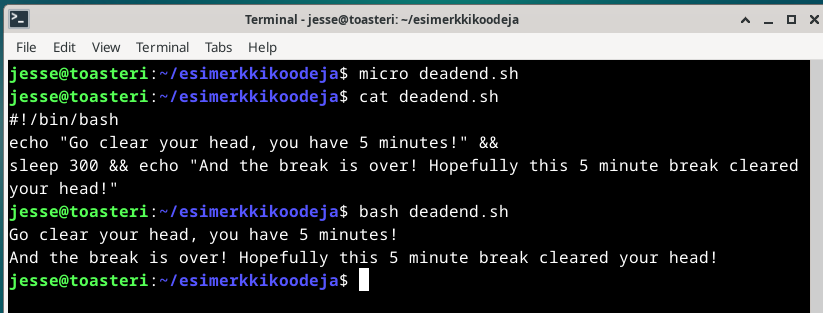 Terminal - jesse@toasteri: ~/esimerkkikoodeja
File Edit View Terminal Tabs Help
jesse@toasteri:~/esimerkkikoodeja$ micro deadend.sh
jesse@toasteri:~/esimerkkikoodeja$ cat deadend.sh
#!/bin/bash
echo "Go clear your head, you have 5 minutes!" &&
sleep 300 && echo "And the break is over! Hopefully this 5 minute break cleared
your head!"
jesse@toasteri:~/esimerkkikoodeja$ bash deadend.sh
Go clear your head, you have 5 minutes!
And the break is over! Hopefully this 5 minute break cleared your head!
jesse@toasteri:~/esimerkkikoodeja$